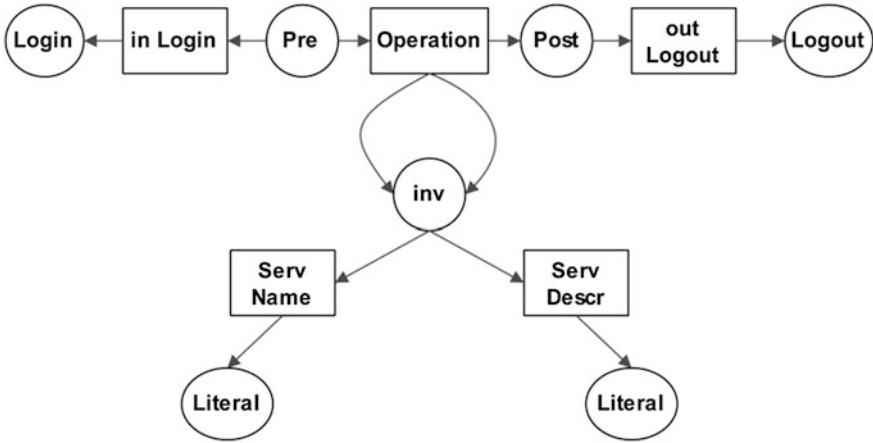 Login
in Login
Pre
Operation
Post
out
Logout
Logout
inv
Serv
Name
Serv
Descr
Literal
Literal